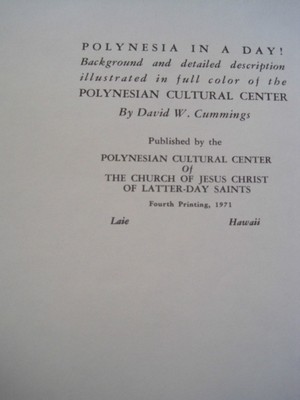 POLYNESIA IN A DAY!
Background and detailed description
illustrated in full color of the
POLYNESIAN CULTURAL CENTER
By David W. Cummings
Published by the
POLYNESIAN CULTURAL CENTER
Of
THE CHURCH OF JESUS CHRIST
OF LATTER-DAY SAINTS
Fourth Printing, 1971
Laie Hawaii